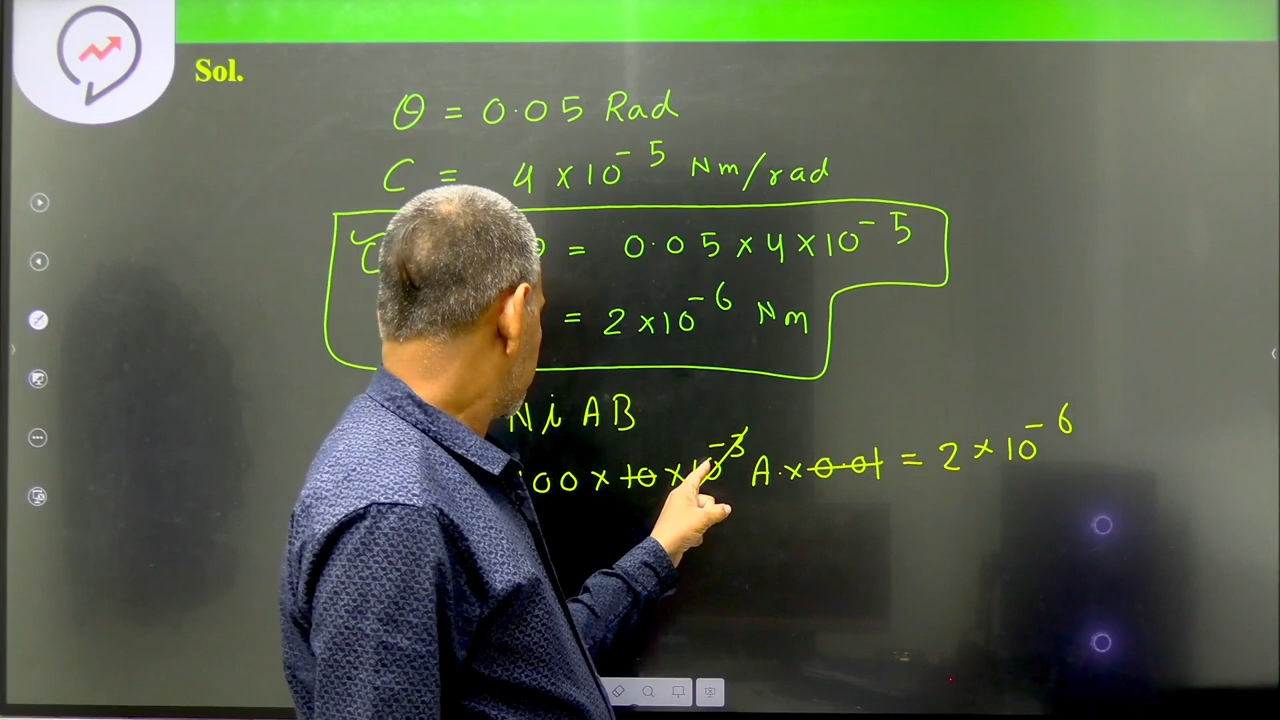 Sol.
θ = 0.05 Rad
C = 4 × 10⁻⁵ Nm/rad
= 0.05 × 4 × 10⁻⁵
= 2 × 10⁻⁶ Nm
N i A B
00 × 10 × 10⁻³ A · × 0.01 = 2 × 10⁻⁶